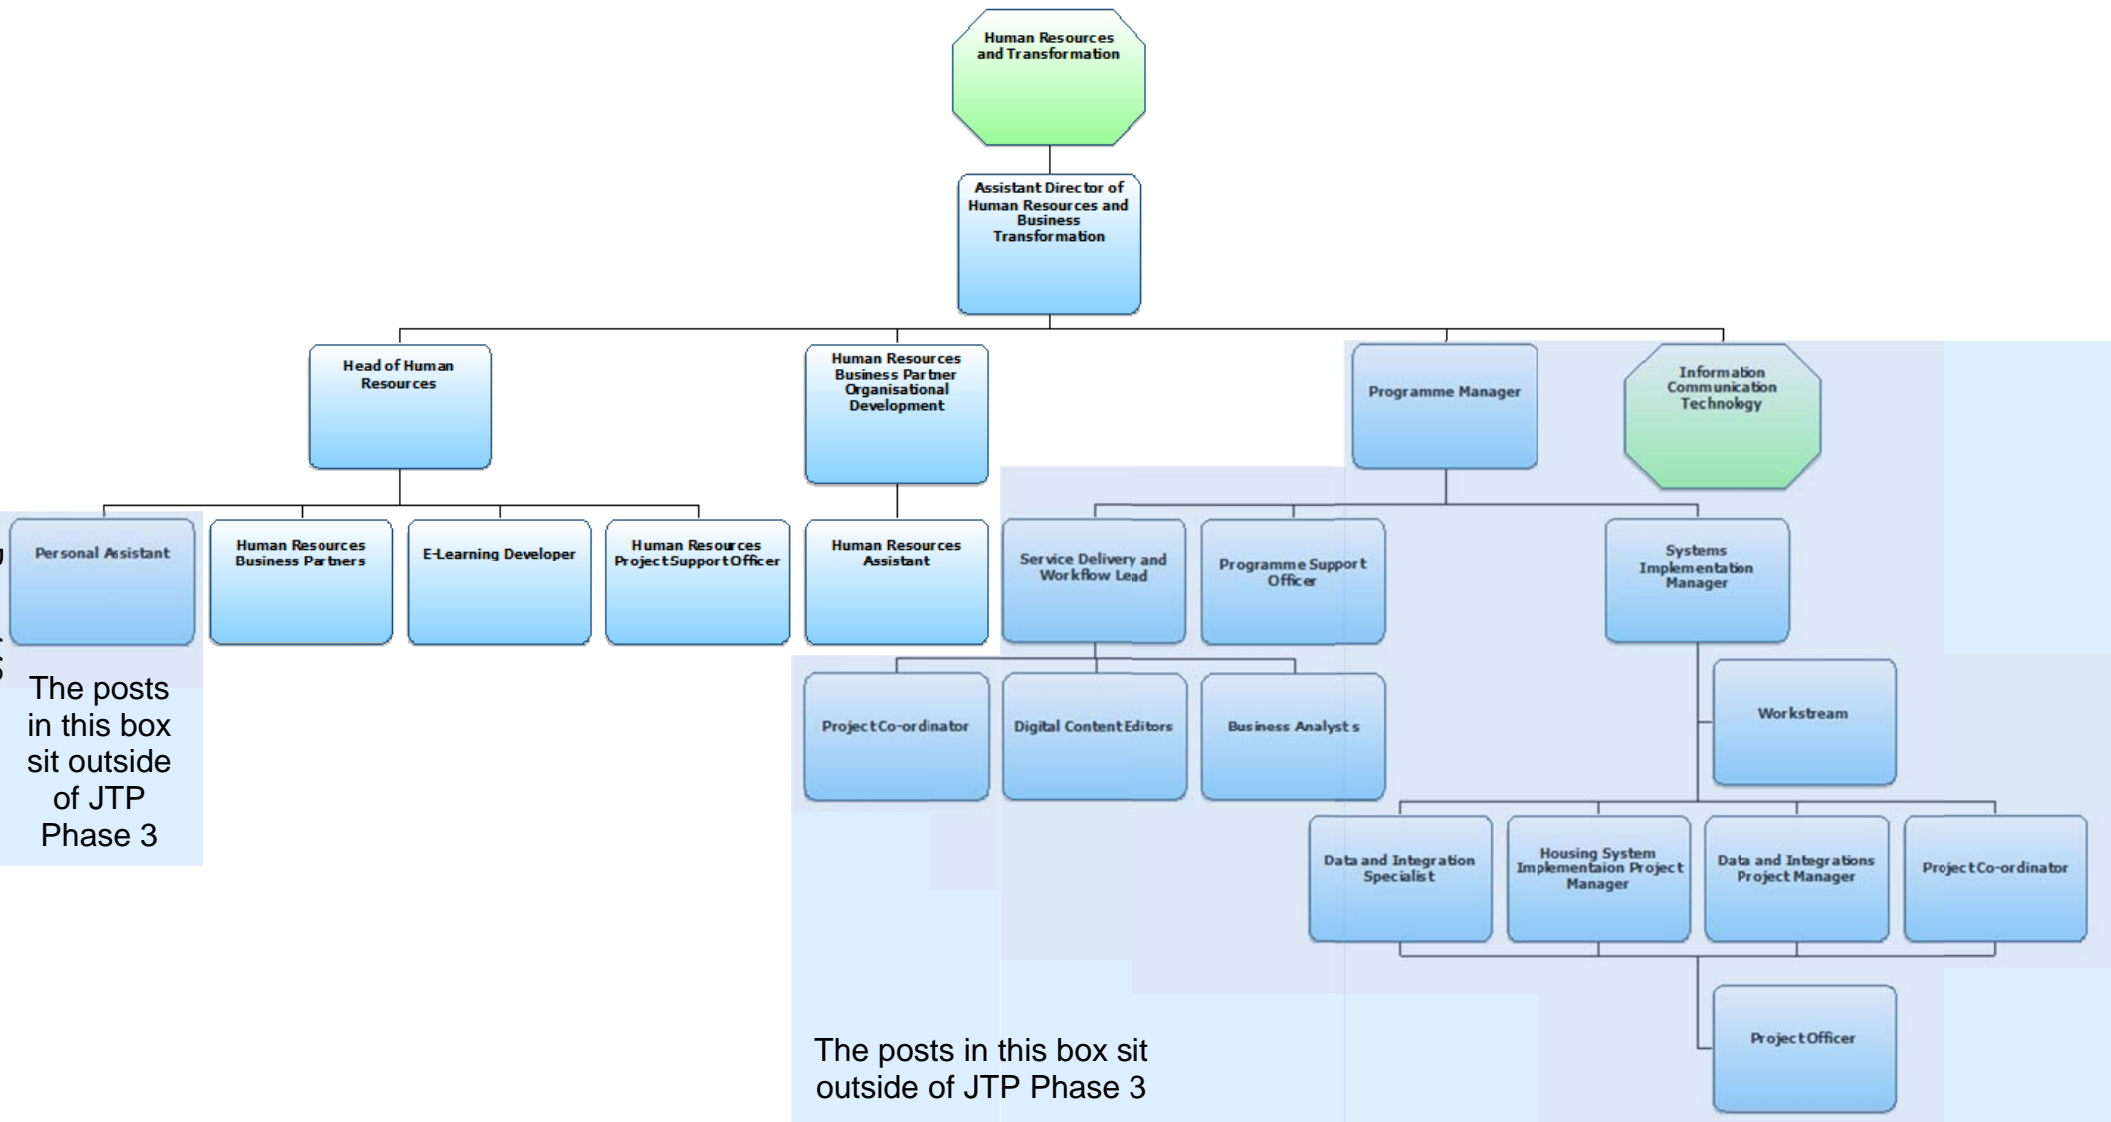 Human Resources
and Transformation
Assistant Director of
Human Resources and
Business
Transformation
Head of Human
Resources
Human Resources
Business Partner
Organisational
Development
Programme Manager
Information
Communication
Technology
Personal Assistant
Human Resources
Business Partners
E-Learning Developer
Human Resources
Project Support Officer
Human Resources
Assistant
Service Delivery and
Workflow Lead
Programme Support
Officer
Systems
Implementation
Manager
The posts
in this box
sit outside
of JTP
Phase 3
Project Co-ordinator
Digital Content Editors
Business Analysts
Workstream
Data and Integration
Specialist
Housing System
Implementaion Project
Manager
Data and Integrations
Project Manager
Project Co-ordinator
Project Officer
The posts in this box sit
outside of JTP Phase 3